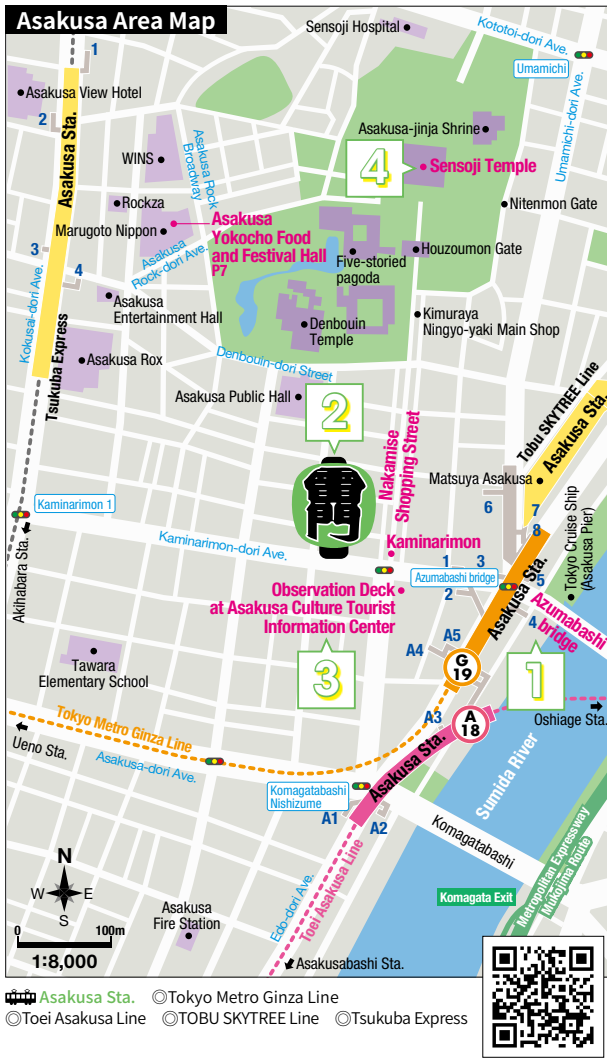 Asakusa Area Map
Sensoji Hospital
Kototoi-dori Ave.
Umamichi
1
Asakusa View Hotel
2
Asakusa Sta.
Asakusa-jinja Shrine
Umamichi-dori Ave.
WINS
Asakusa Rock
Broadway
4
Sensoji Temple
Rockza
Nitenmon Gate
Marugoto Nippon
Asakusa
Yokocho Food
and Festival Hall
P7
Asakusa
Rock-dori Ave.
Houzoumon Gate
3
4
Five-storied
pagoda
Kokusai-dori Ave.
Asakusa
Entertainment Hall
Kimuraya
Ningyo-yaki Main Shop
Denbouin
Temple
Tsukuba Express
Asakusa Rox
Denbouin-dori Street
Asakusa Public Hall
2
Tobu SKYTREE Line
Asakusa Sta.
Nakamise
Shopping Street
Matsuya Asakusa
6
7
8
Kaminarimon 1
Kaminarimon-dori Ave.
Kaminarimon
1
3
Azumabashi bridge
2
5
4
Tokyo Cruise Ship
(Asakusa Pier)
Akihabara Sta.
Observation Deck
at Asakusa Culture Tourist
Information Center
Asakusa Sta.
Azumabashi
bridge
A4
A5
3
G
19
1
Tawara
Elementary School
A3
A
18
Oshiage Sta.
Tokyo Metro Ginza Line
Ueno Sta.
Asakusa-dori Ave.
Asakusa Sta.
Sumida River
Komagatabashi
Nishizume
A1
A2
Komagatabashi
Toei Asakusa Line
Edo-dori Ave.
Metropolitan Expressway
Mukojima Route
Komagata Exit
N
W
E
S
Asakusa
Fire Station
0
100m
1:8,000
Asakusabashi Sta.
Asakusa Sta. ◎Tokyo Metro Ginza Line
◎Toei Asakusa Line ◎TOBU SKYTREE Line ◎Tsukuba Express